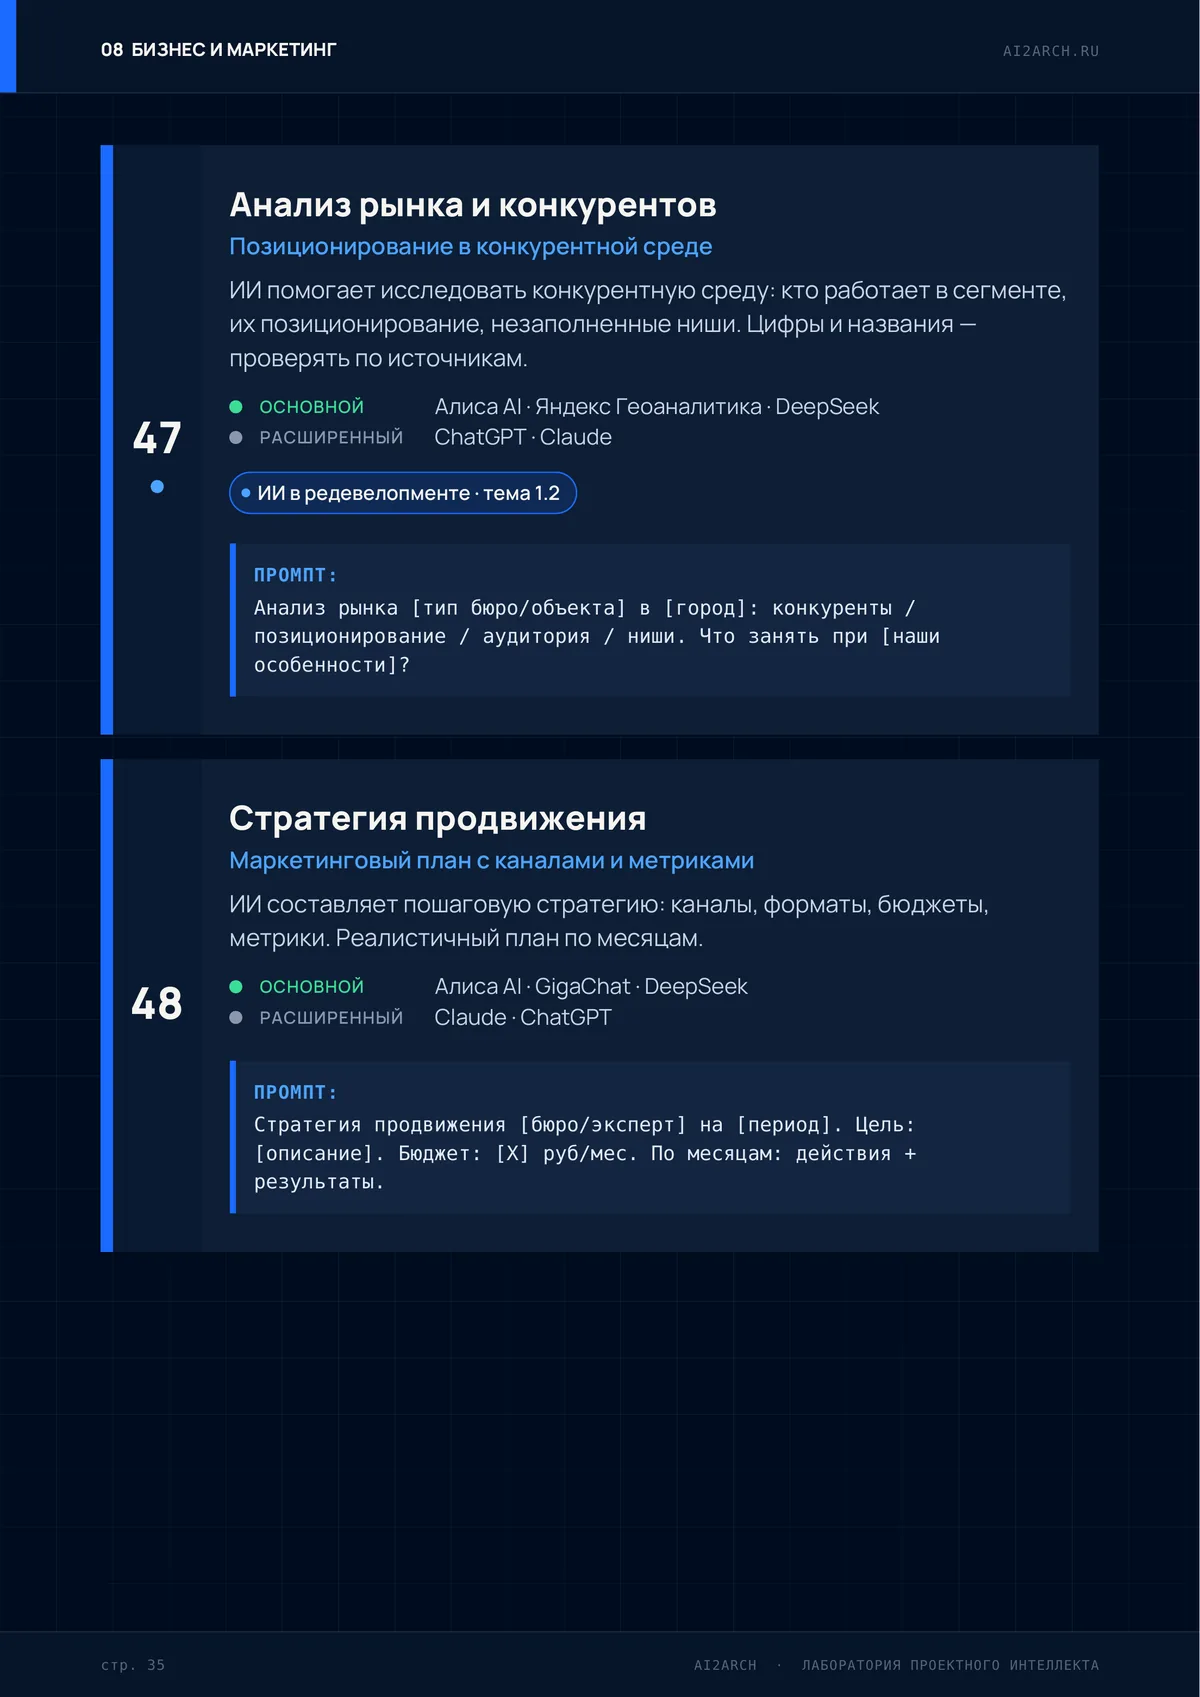 08 БИЗНЕС И МАРКЕТИНГ
AI2ARCH.RU
47
Анализ рынка и конкурентов
Позиционирование в конкурентной среде
ИИ помогает исследовать конкурентную среду: кто работает в сегменте,
их позиционирование, незаполненные ниши. Цифры и названия —
проверять по источникам.
ОСНОВНОЙ Алиса AI · Яндекс Геоаналитика · DeepSeek
РАСШИРЕННЫЙ ChatGPT · Claude
ИИ в редевелопменте · тема 1.2
ПРОМПТ:
Анализ рынка [тип бюро/объекта] в [город]: конкуренты /
позиционирование / аудитория / ниши. Что занять при [наши
особенности]?
48
Стратегия продвижения
Маркетинговый план с каналами и метриками
ИИ составляет пошаговую стратегию: каналы, форматы, бюджеты,
метрики. Реалистичный план по месяцам.
ОСНОВНОЙ Алиса AI · GigaChat · DeepSeek
РАСШИРЕННЫЙ Claude · ChatGPT
ПРОМПТ:
Стратегия продвижения [бюро/эксперт] на [период]. Цель:
[описание]. Бюджет: [X] руб/мес. По месяцам: действия +
результаты.
стр. 35
AI2ARCH · ЛАБОРАТОРИЯ ПРОЕКТНОГО ИНТЕЛЛЕКТА